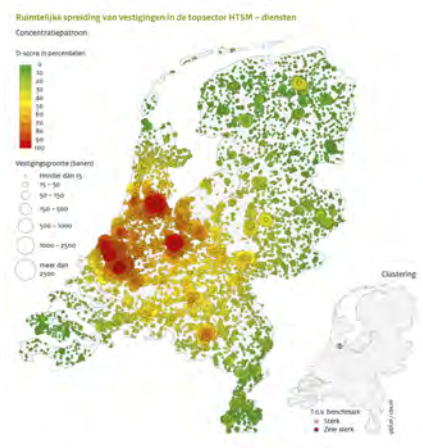 Ruimtelijke spreiding van vestigingen in de topsector HTSM – diensten
Concentratiepatroon
D-score in percentielen
0
10
20
30
40
50
60
70
80
90
100
Vestigingsgrootte (banen)
minder dan 15
15 – 50
50 – 150
150 – 500
500 – 1000
1000 – 2500
meer dan
2500
Clustering
T.o.v. benchmark
Sterk
Zeer sterk